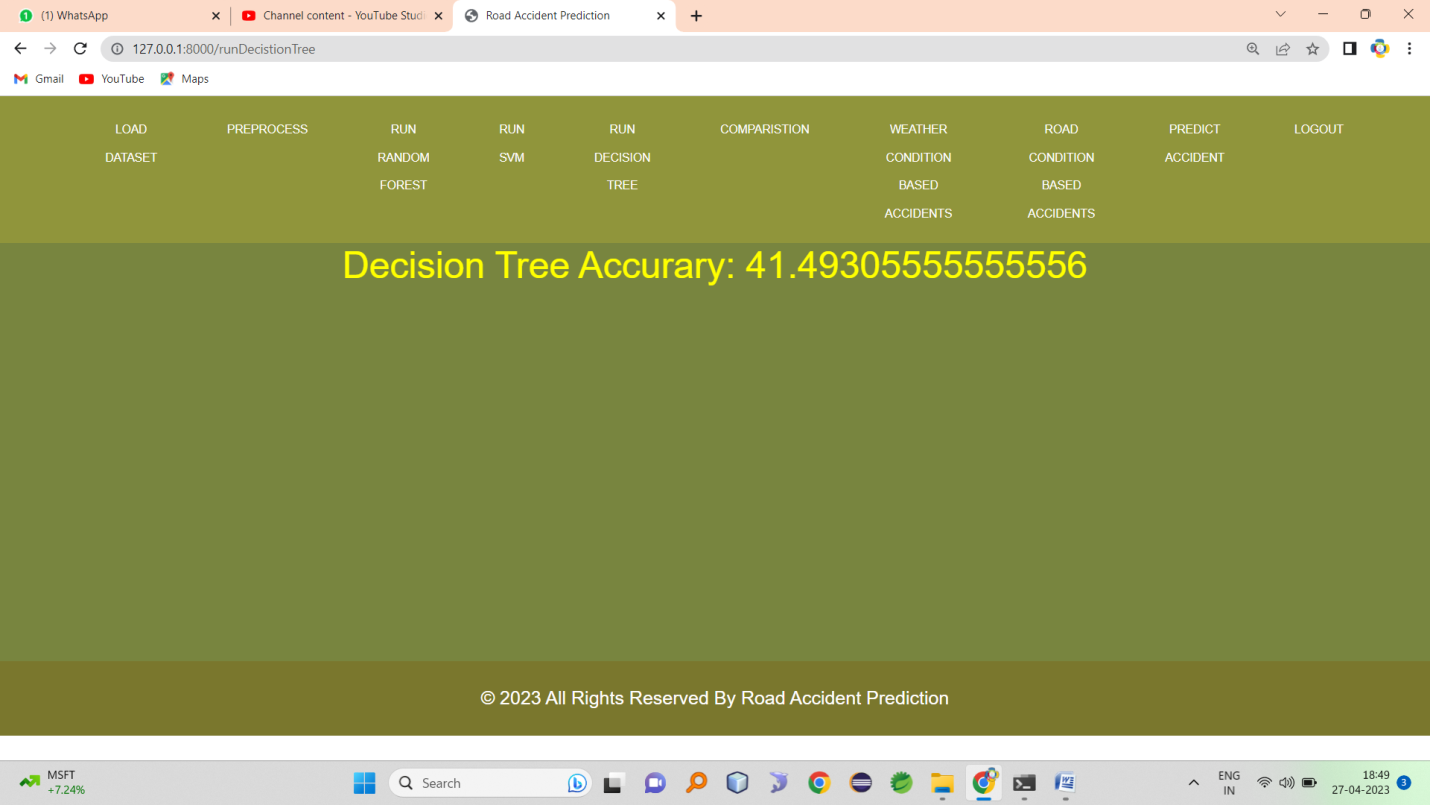 (1) WhatsApp
Channel content - YouTube Studi
Road Accident Prediction
127.0.0.1:8000/runDecistionTree
Gmail
YouTube
Maps
LOAD
DATASET
PREPROCESS
RUN
RANDOM
FOREST
RUN
SVM
RUN
DECISION
TREE
COMPARISTION
WEATHER
CONDITION
BASED
ACCIDENTS
ROAD
CONDITION
BASED
ACCIDENTS
PREDICT
ACCIDENT
LOGOUT
Decision Tree Accurary: 41.49305555555556
© 2023 All Rights Reserved By Road Accident Prediction
MSFT
+7.24%
Search
ENG
IN
18:49
27-04-2023
3